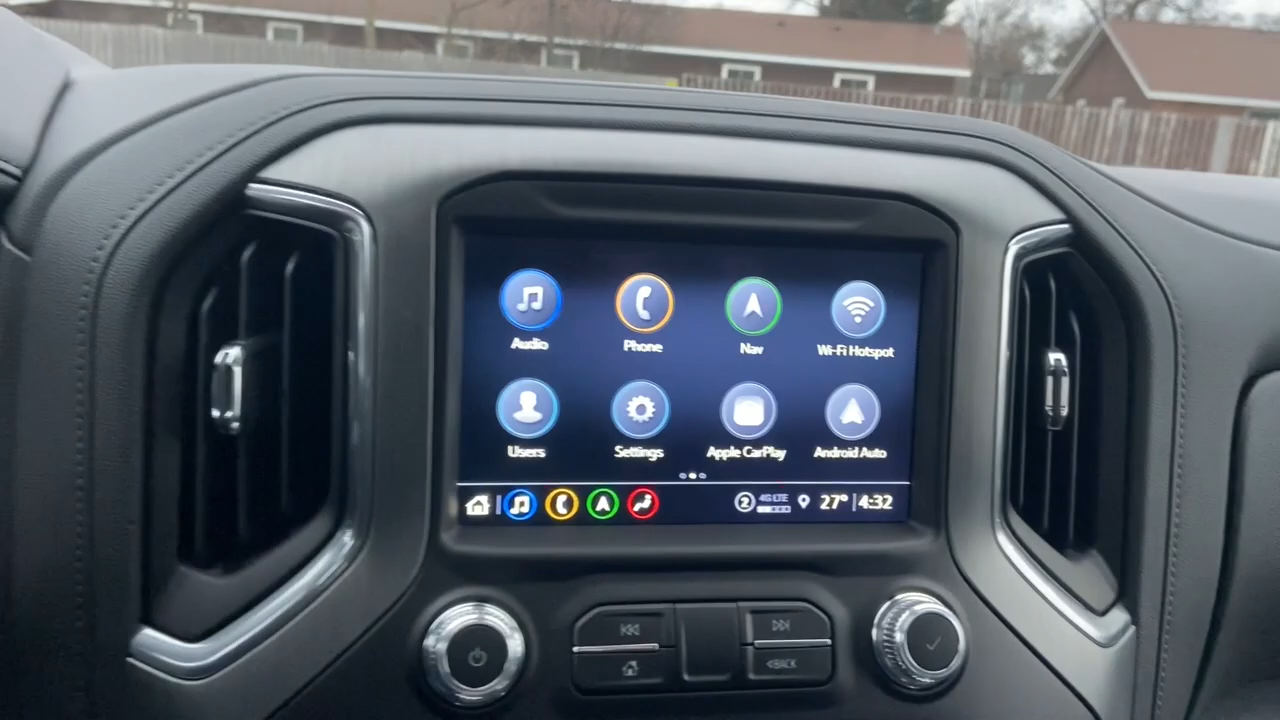 Audio Phone Nav Wi-Fi Hotspot
Users Settings Apple CarPlay Android Auto
2 4G LTE 27° 4:32
BACK